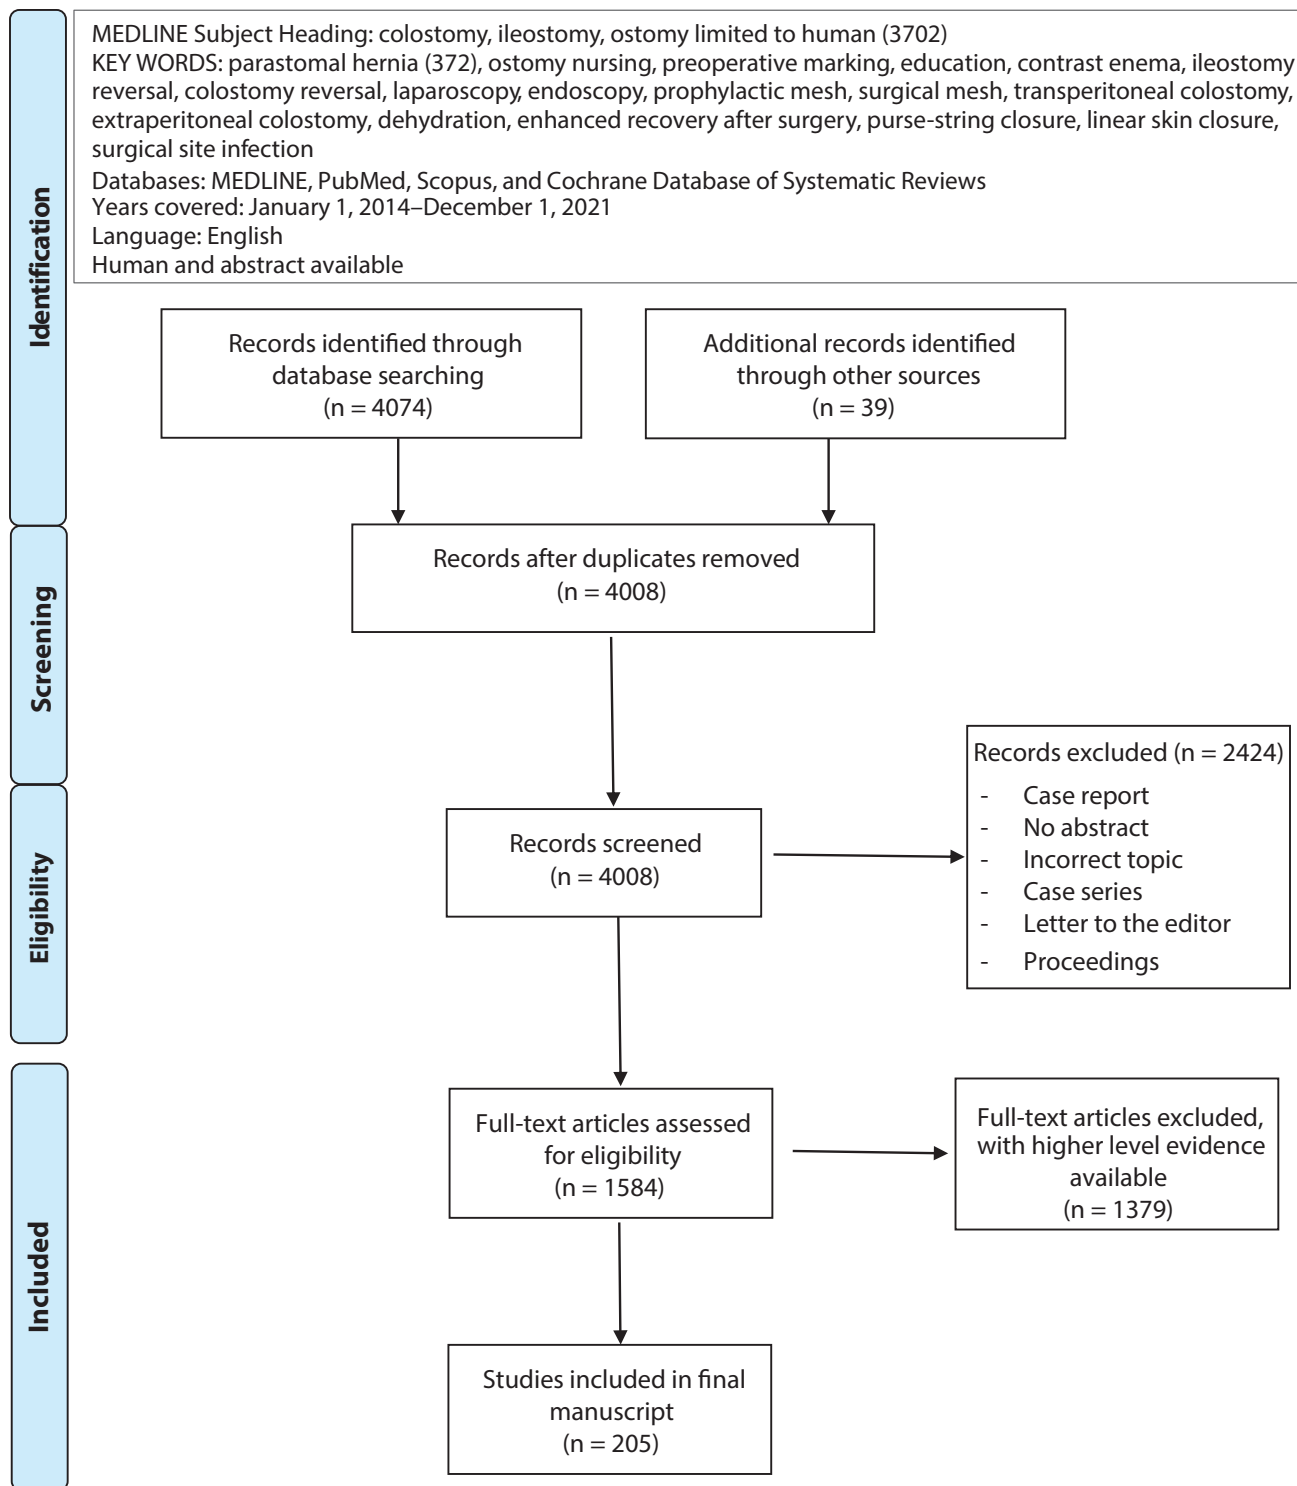 Identification
MEDLINE Subject Heading: colostomy, ileostomy, ostomy limited to human (3702)
KEY WORDS: parastomal hernia (372), ostomy nursing, preoperative marking, education, contrast enema, ileostomy
reversal, colostomy reversal, laparoscopy, endoscopy, prophylactic mesh, surgical mesh, transperitoneal colostomy,
extraperitoneal colostomy, dehydration, enhanced recovery after surgery, purse-string closure, linear skin closure,
surgical site infection
Databases: MEDLINE, PubMed, Scopus, and Cochrane Database of Systematic Reviews
Years covered: January 1, 2014–December 1, 2021
Language: English
Human and abstract available
Records identified through
database searching
(n = 4074)
Additional records identified
through other sources
(n = 39)
Screening
Records after duplicates removed
(n = 4008)
Eligibility
Records screened
(n = 4008)
Records excluded (n = 2424)
- Case report
- No abstract
- Incorrect topic
- Case series
- Letter to the editor
- Proceedings
Included
Full-text articles assessed
for eligibility
(n = 1584)
Full-text articles excluded,
with higher level evidence
available
(n = 1379)
Studies included in final
manuscript
(n = 205)